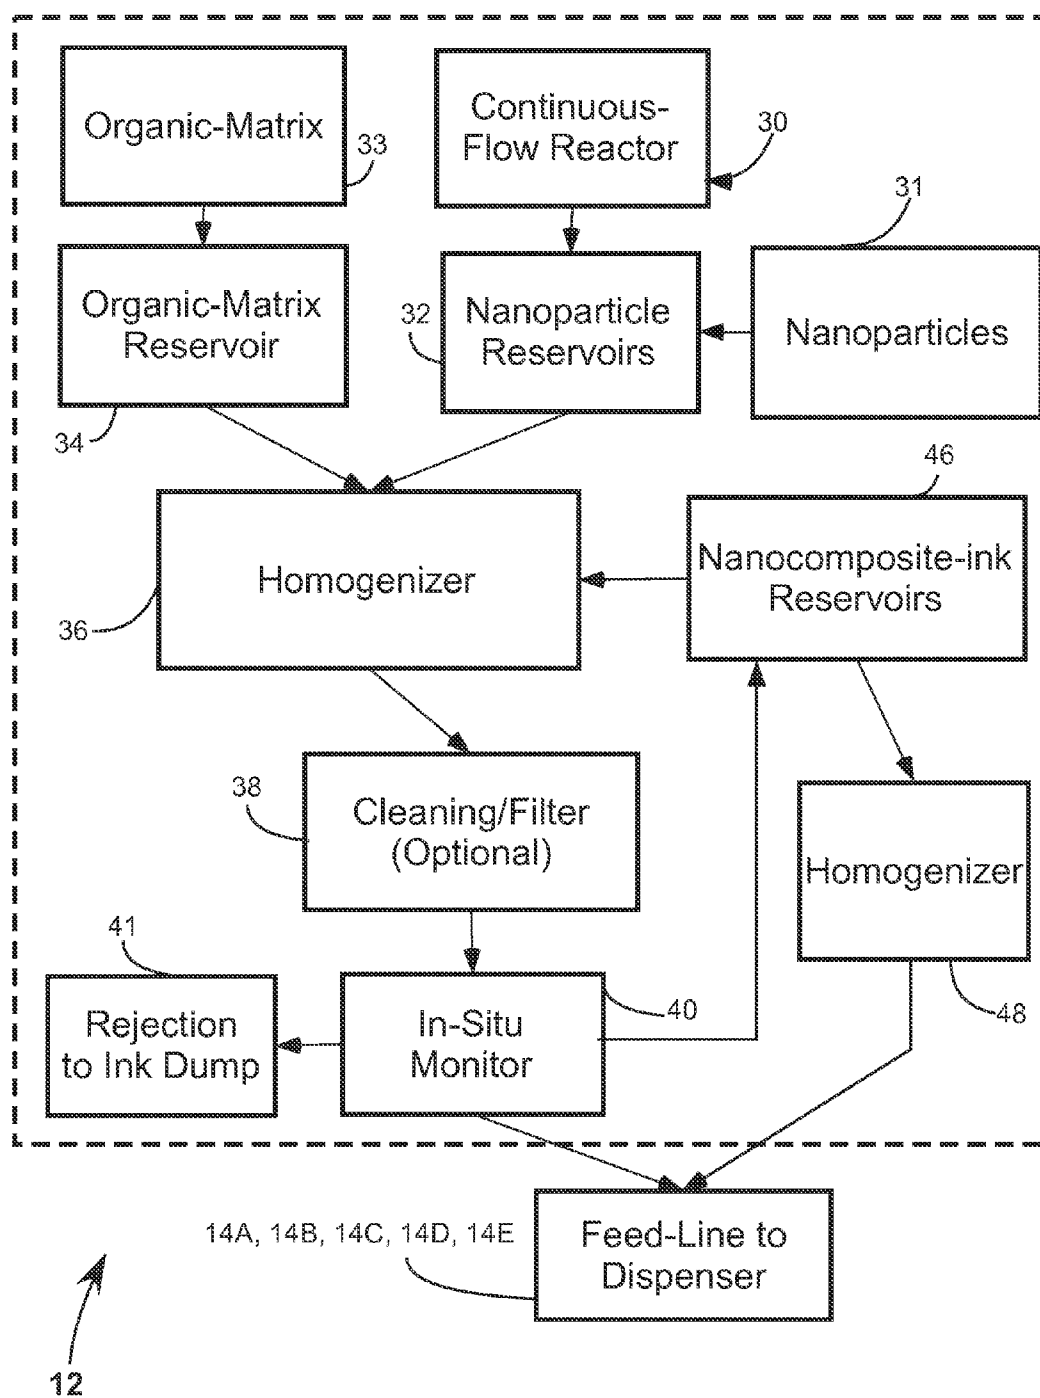 Organic-Matrix
33
Continuous-
Flow Reactor
30
31
Organic-Matrix
Reservoir
34
32
Nanoparticle
Reservoirs
Nanoparticles
46
Homogenizer
36
Nanocomposite-ink
Reservoirs
38
Cleaning/Filter
(Optional)
Homogenizer
48
41
Rejection
to Ink Dump
In-Situ
Monitor
40
14A, 14B, 14C, 14D, 14E
Feed-Line to
Dispenser
12